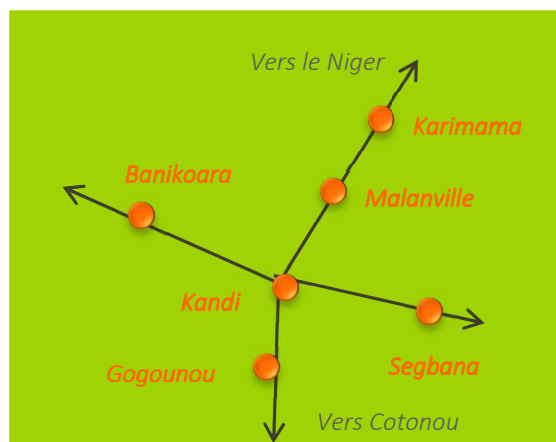 Vers le Niger
Karimama
Banikoara
Malanville
Kandi
Gogounou
Segbana
Vers Cotonou